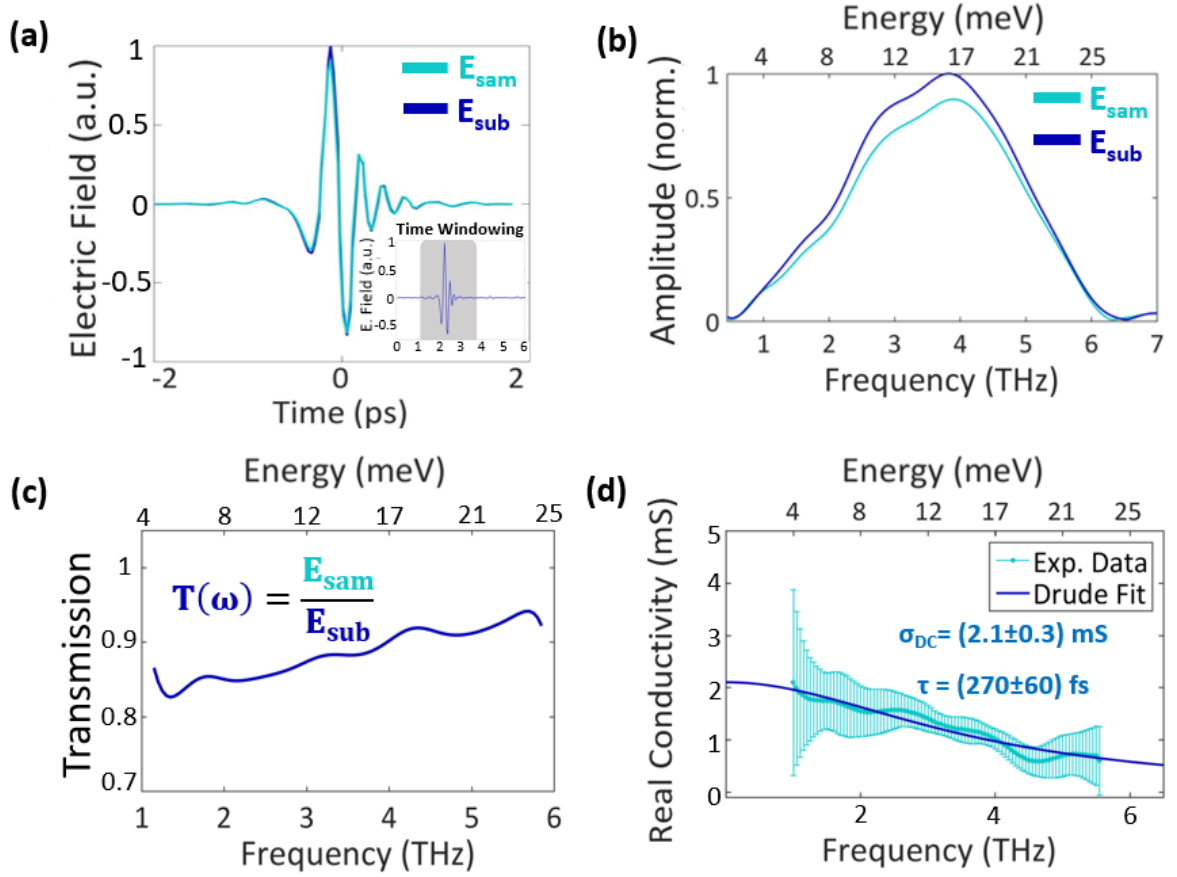 (a)
Electric Field (a.u.)
1
0.5
0
-0.5
-1
E_sam
E_sub
Time Windowing
E. Field (a.u.)
1
0.5
0
-0.5
0 1 2 3 4 5 6
-2 0 2
Time (ps)
(b)
Energy (meV)
4 8 12 17 21 25
Amplitude (norm.)
1
0.5
0
E_sam
E_sub
1 2 3 4 5 6 7
Frequency (THz)
(c)
Energy (meV)
4 8 12 17 21 25
Transmission
1
0.9
0.8
0.7
T(ω) = E_sam / E_sub
1 2 3 4 5 6
Frequency (THz)
(d)
Energy (meV)
4 8 12 17 21 25
Real Conductivity (mS)
5
4
3
2
1
0
Exp. Data
Drude Fit
σ_DC= (2.1±0.3) mS
τ = (270±60) fs
2 4 6
Frequency (THz)